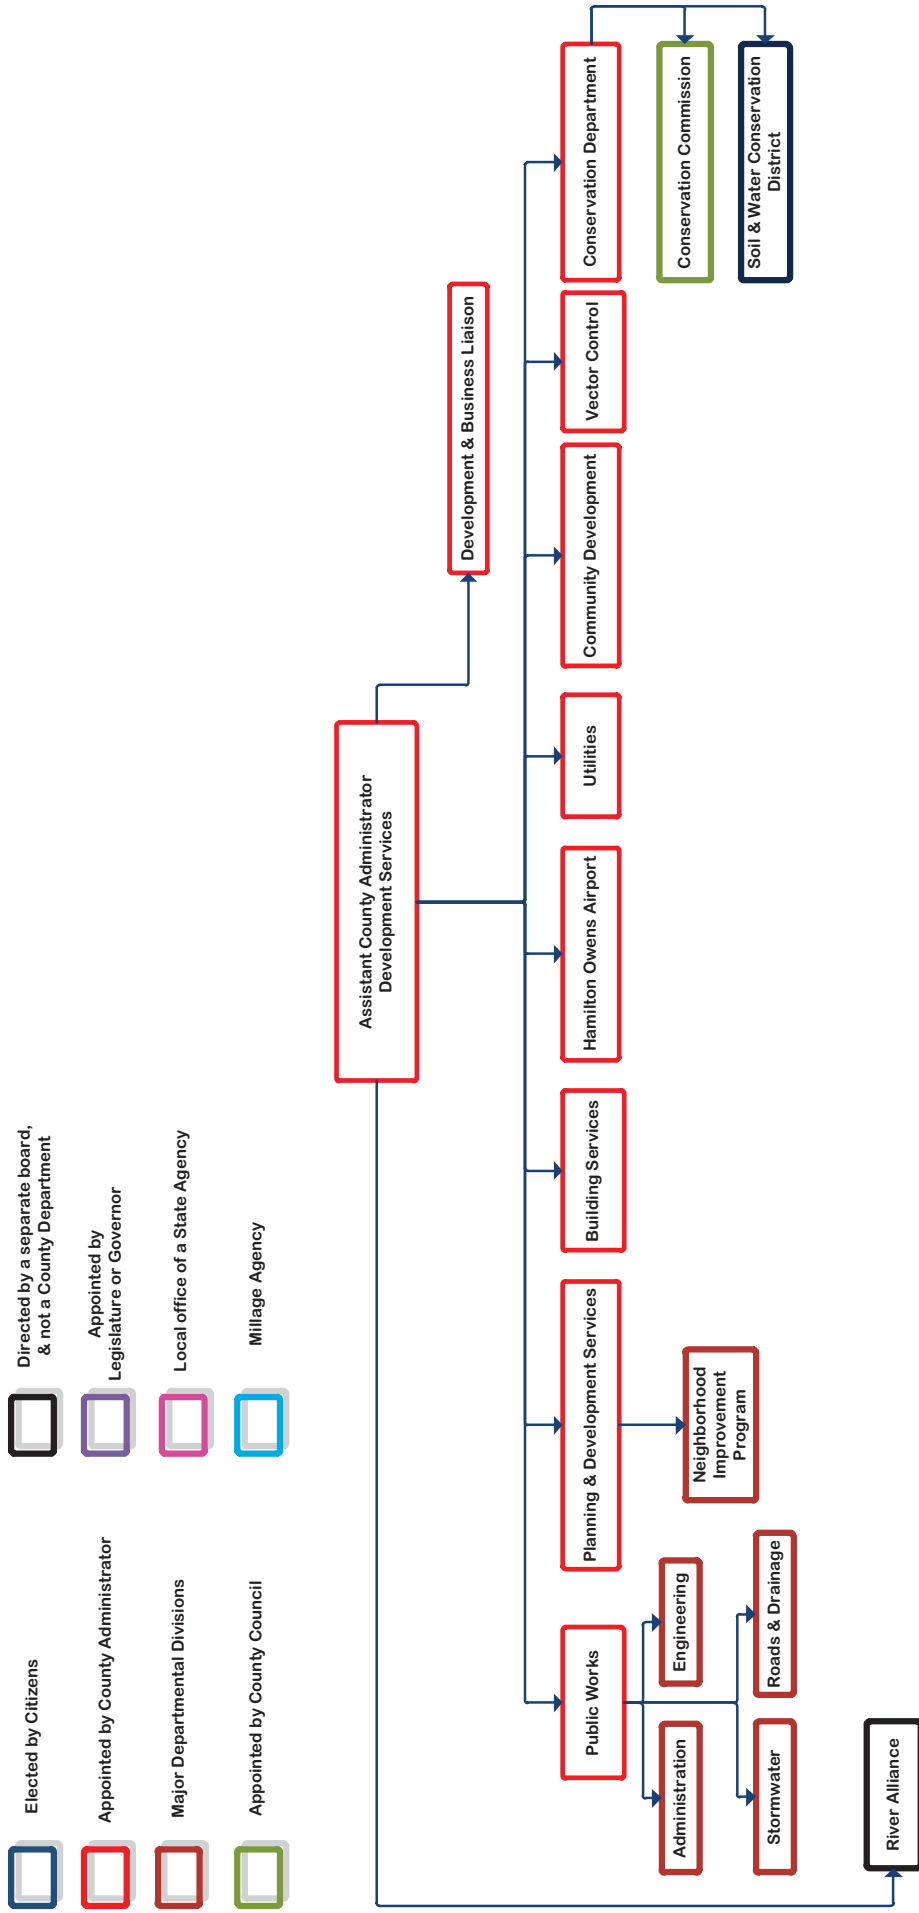 Elected by Citizens
Appointed by County Administrator
Major Departmental Divisions
Appointed by County Council
Directed by a separate board,
& not a County Department
Appointed by
Legislature or Governor
Local office of a State Agency
Millage Agency
Assistant County Administrator
Development Services
Development & Business Liaison
Public Works
Planning & Development Services
Building Services
Hamilton Owens Airport
Utilities
Community Development
Vector Control
Conservation Department
Administration
Engineering
Neighborhood
Improvement
Program
Conservation Commission
Stormwater
Roads & Drainage
Soil & Water Conservation
District
River Alliance